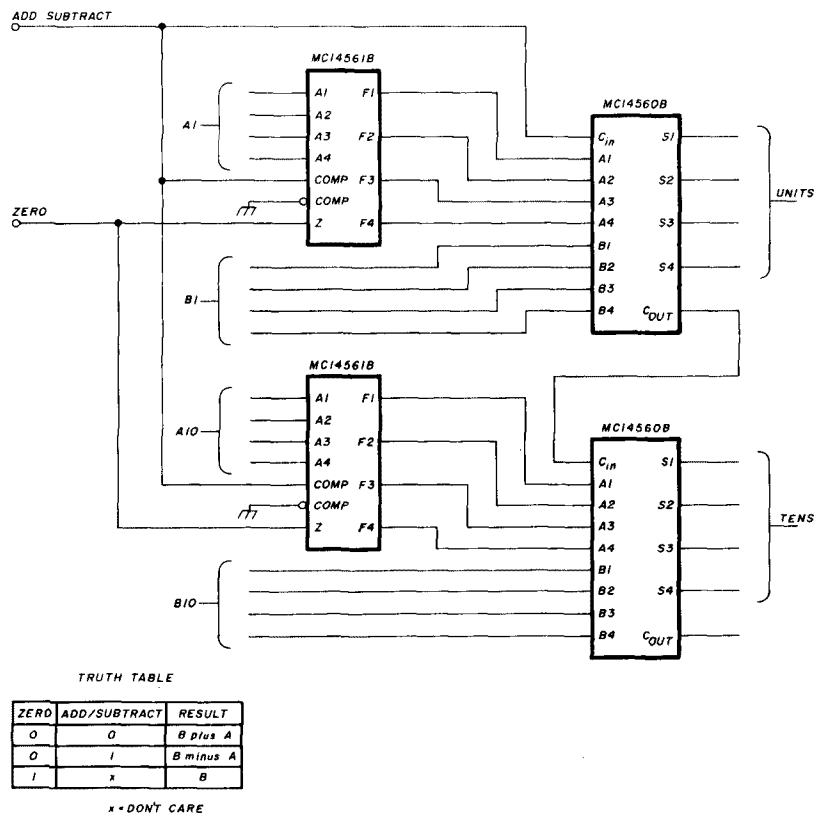 ADD SUBTRACT
MC14561B
A1
A1
A2
A3
A4
COMP
COMP
Z
F1
F2
F3
F4
ZERO
B1
MC14560B
Cin
A1
A2
A3
A4
B1
B2
B3
B4
S1
S2
S3
S4
COUT
UNITS
MC14561B
A10
A1
A2
A3
A4
COMP
COMP
Z
F1
F2
F3
F4
B10
MC14560B
Cin
A1
A2
A3
A4
B1
B2
B3
B4
S1
S2
S3
S4
COUT
TENS
TRUTH TABLE
ZERO ADD/SUBTRACT RESULT
0 0 B plus A
0 1 B minus A
1 x B
x = DON'T CARE